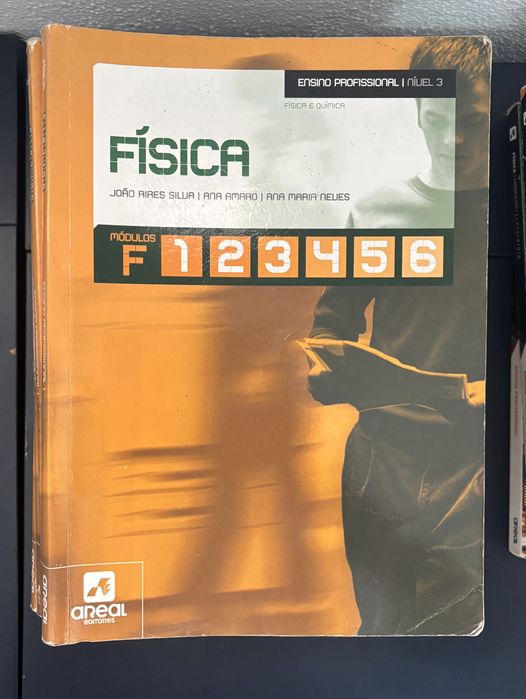 ENSINO PROFISSIONAL | NÍVEL 3
FÍSICA E QUÍMICA
FÍSICA
JOÃO AIRES SILVA | ANA AMARO | ANA MARIA NEVES
MÓDULOS
F 1 2 3 4 5 6
AREAL
EDITORES